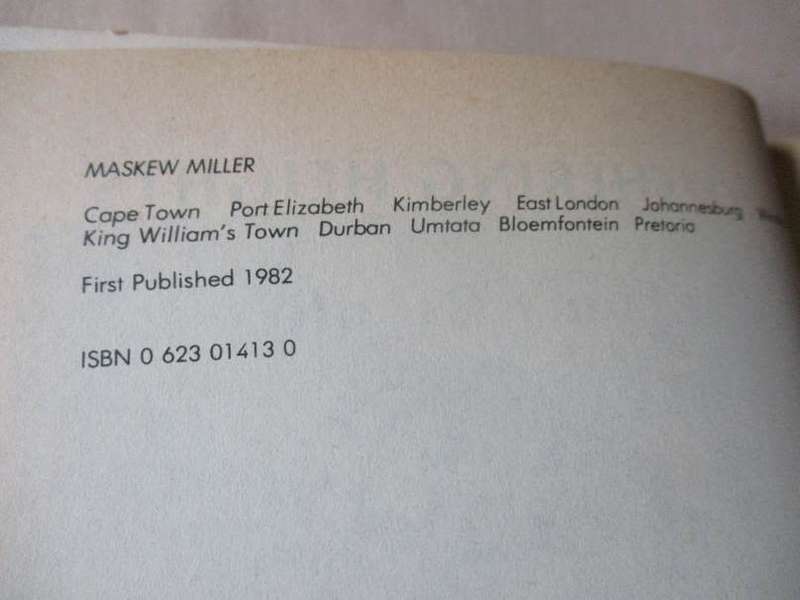 MASKEW MILLER
Cape Town Port Elizabeth Kimberley East London Johannesburg
King William's Town Durban Umtata Bloemfontein Pretoria
First Published 1982
ISBN 0 623 01413 0